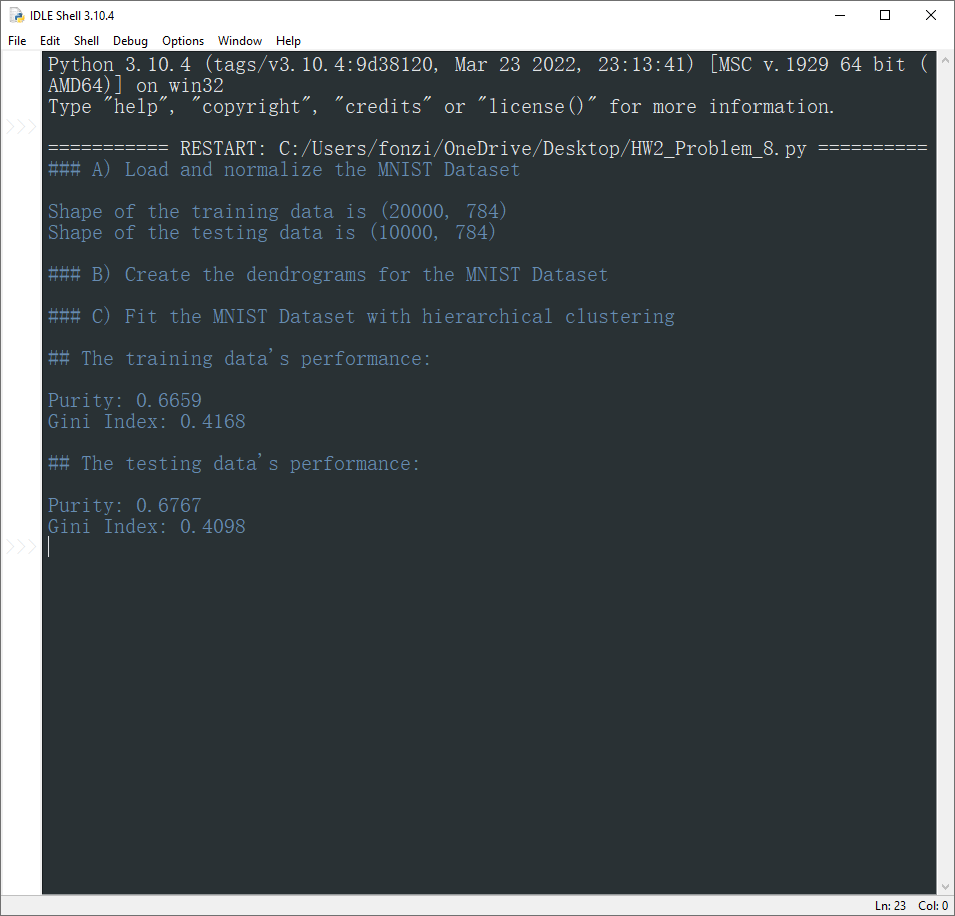 IDLE Shell 3.10.4
File Edit Shell Debug Options Window Help
Python 3.10.4 (tags/v3.10.4:9d38120, Mar 23 2022, 23:13:41) [MSC v.1929 64 bit (
AMD64)] on win32
Type "help", "copyright", "credits" or "license()" for more information.
>>>
=========== RESTART: C:/Users/fonzi/OneDrive/Desktop/HW2_Problem_8.py ==========
### A) Load and normalize the MNIST Dataset
Shape of the training data is (20000, 784)
Shape of the testing data is (10000, 784)
### B) Create the dendrograms for the MNIST Dataset
### C) Fit the MNIST Dataset with hierarchical clustering
## The training data's performance:
Purity: 0.6659
Gini Index: 0.4168
## The testing data's performance:
Purity: 0.6767
Gini Index: 0.4098
>>>
Ln: 23 Col: 0